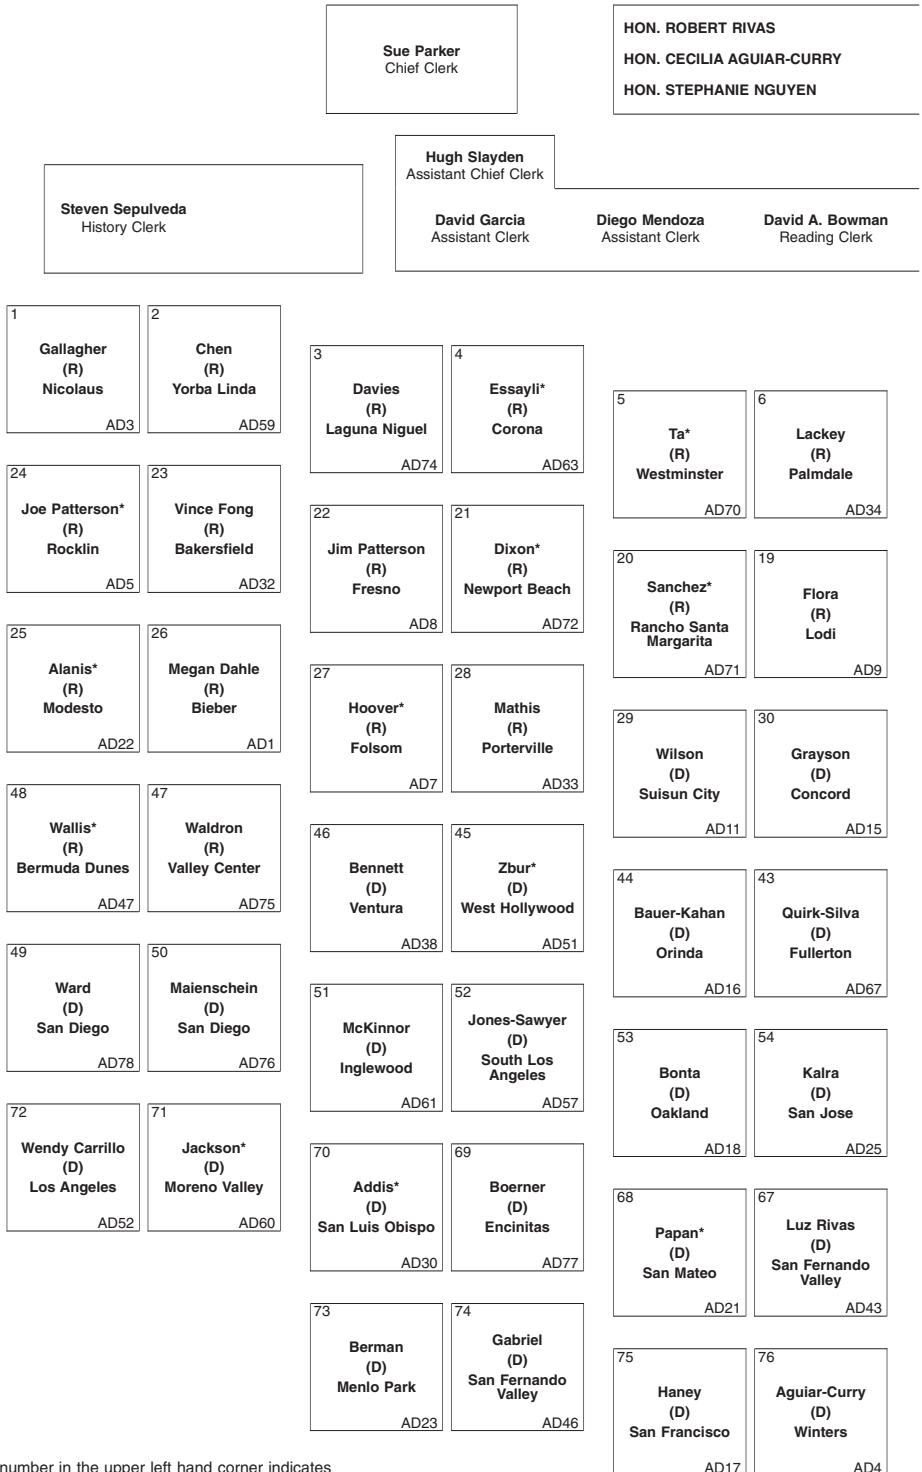 Sue Parker
Chief Clerk
HON. ROBERT RIVAS
HON. CECILIA AGUIAR-CURRY
HON. STEPHANIE NGUYEN
Hugh Slayden
Assistant Chief Clerk
Steven Sepulveda
History Clerk
David Garcia
Assistant Clerk
Diego Mendoza
Assistant Clerk
David A. Bowman
Reading Clerk
1
Gallagher
(R)
Nicolaus
AD3
2
Chen
(R)
Yorba Linda
AD59
3
Davies
(R)
Laguna Niguel
AD74
4
Essayli*
(R)
Corona
AD63
5
Ta*
(R)
Westminster
AD70
6
Lackey
(R)
Palmdale
AD34
24
Joe Patterson*
(R)
Rocklin
AD5
23
Vince Fong
(R)
Bakersfield
AD32
22
Jim Patterson
(R)
Fresno
AD8
21
Dixon*
(R)
Newport Beach
AD72
20
Sanchez*
(R)
Rancho Santa
Margarita
AD71
19
Flora
(R)
Lodi
AD9
25
Alanis*
(R)
Modesto
AD22
26
Megan Dahle
(R)
Bieber
AD1
27
Hoover*
(R)
Folsom
AD7
28
Mathis
(R)
Porterville
AD33
29
Wilson
(D)
Suisun City
AD11
30
Grayson
(D)
Concord
AD15
48
Wallis*
(R)
Bermuda Dunes
AD47
47
Waldron
(R)
Valley Center
AD75
46
Bennett
(D)
Ventura
AD38
45
Zbur*
(D)
West Hollywood
AD51
44
Bauer-Kahan
(D)
Orinda
AD16
43
Quirk-Silva
(D)
Fullerton
AD67
49
Ward
(D)
San Diego
AD78
50
Maienschein
(D)
San Diego
AD76
51
McKinnor
(D)
Inglewood
AD61
52
Jones-Sawyer
(D)
South Los
Angeles
AD57
53
Bonta
(D)
Oakland
AD18
54
Kalra
(D)
San Jose
AD25
72
Wendy Carrillo
(D)
Los Angeles
AD52
71
Jackson*
(D)
Moreno Valley
AD60
70
Addis*
(D)
San Luis Obispo
AD30
69
Boerner
(D)
Encinitas
AD77
68
Papan*
(D)
San Mateo
AD21
67
Luz Rivas
(D)
San Fernando
Valley
AD43
73
Berman
(D)
Menlo Park
AD23
74
Gabriel
(D)
San Fernando
Valley
AD46
75
Haney
(D)
San Francisco
AD17
76
Aguiar-Curry
(D)
Winters
AD4
number in the upper left hand corner indicates